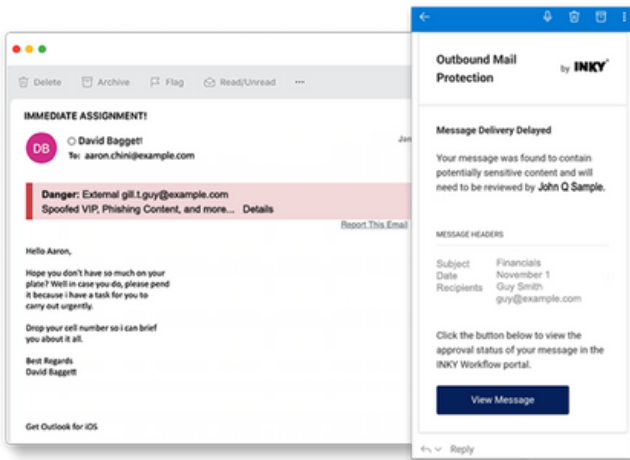 Delete Archive Flag Read/Unread ...
IMMEDIATE ASSIGNMENT!
DB
David Baggett
Jan
To: aaron.chini@example.com
Danger: External gill.t.guy@example.com
Spoofed VIP, Phishing Content, and more... Details
Report This Email
Hello Aaron,
Hope you don't have so much on your
plate? Well in case you do, please pend
it because i have a task for you to
carry out urgently.
Drop your cell number so i can brief
you about it all.
Best Regards
David Baggett
Get Outlook for iOS
Outbound Mail
Protection
by INKY
Message Delivery Delayed
Your message was found to contain
potentially sensitive content and will
need to be reviewed by John Q Sample.
MESSAGE HEADERS
Subject Financials
Date November 1
Recipients Guy Smith
guy@example.com
Click the button below to view the
approval status of your message in the
INKY Workflow portal.
View Message
Reply